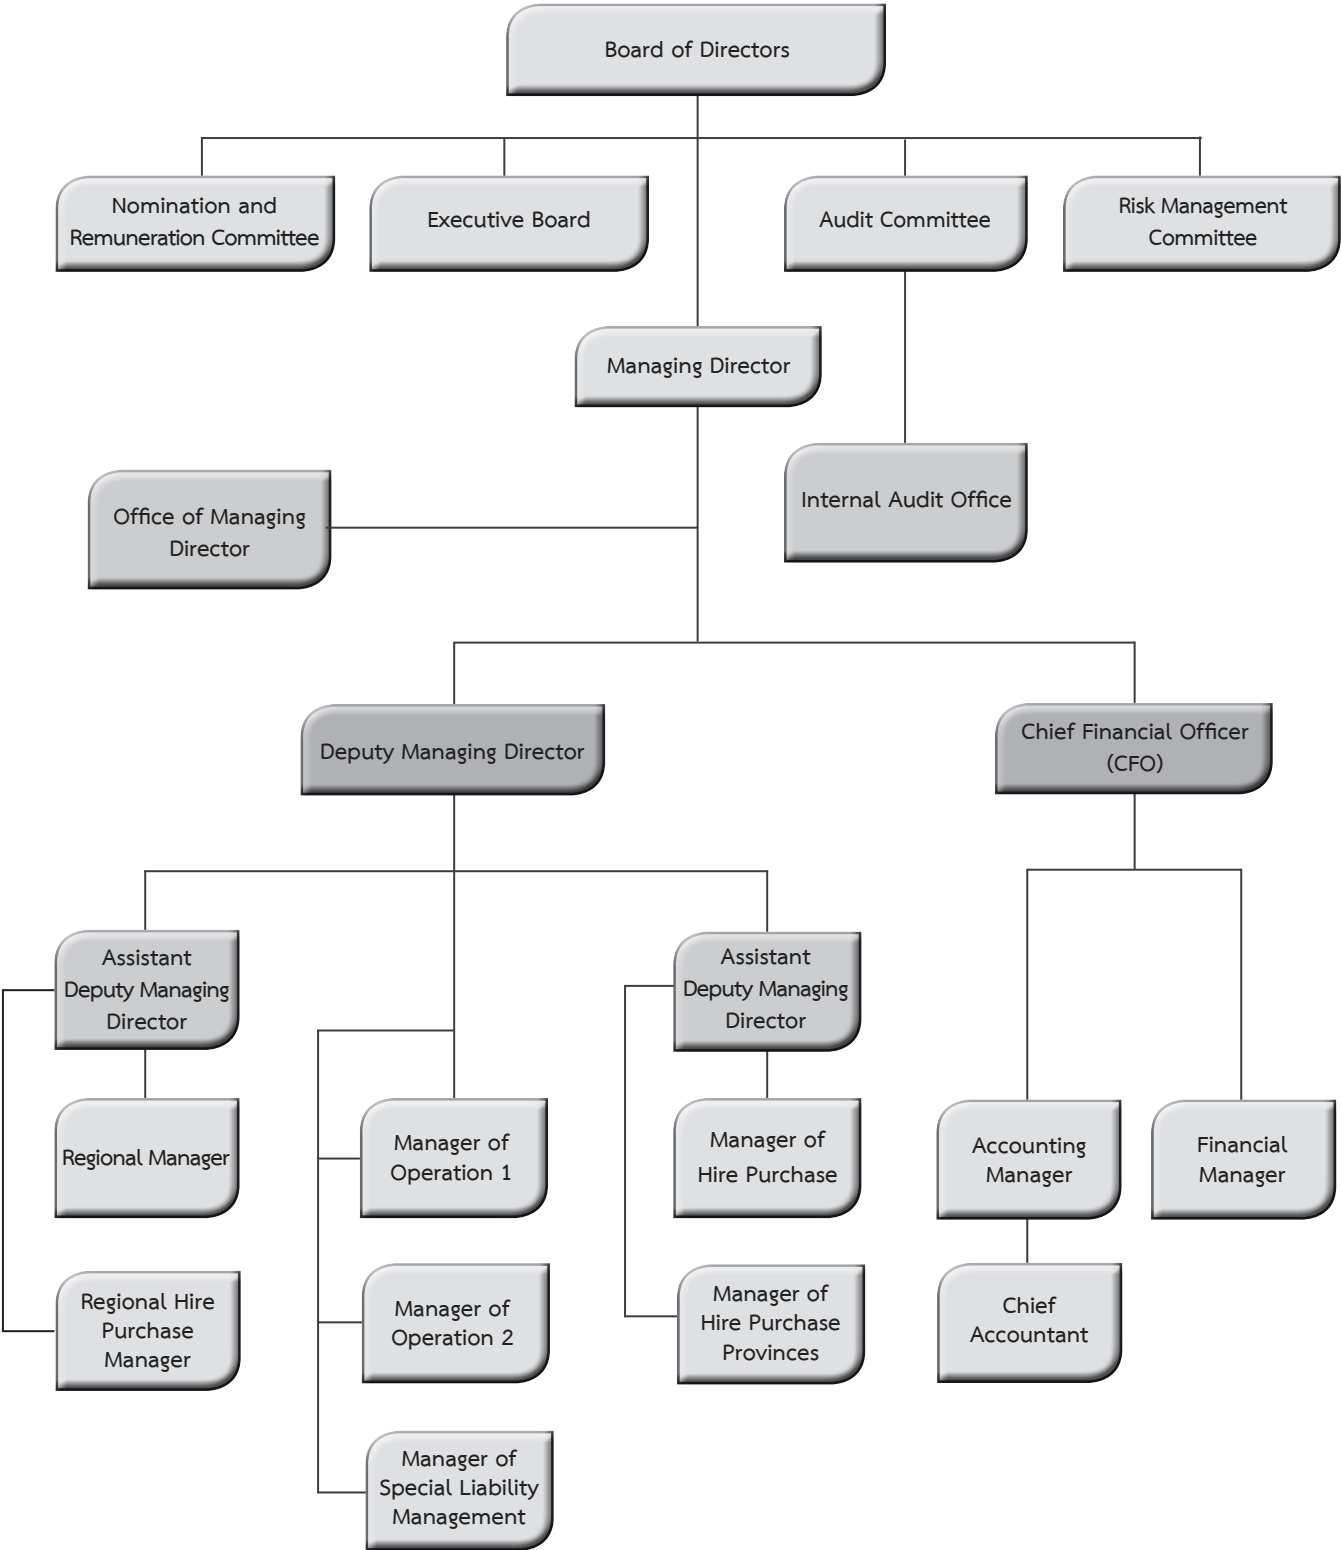 Board of Directors
Nomination and
Remuneration Committee
Executive Board
Audit Committee
Risk Management
Committee
Managing Director
Office of Managing
Director
Internal Audit Office
Deputy Managing Director
Chief Financial Officer
(CFO)
Assistant
Deputy Managing
Director
Assistant
Deputy Managing
Director
Regional Manager
Manager of
Operation 1
Manager of
Hire Purchase
Accounting
Manager
Financial
Manager
Regional Hire
Purchase
Manager
Manager of
Operation 2
Manager of
Hire Purchase
Provinces
Chief
Accountant
Manager of
Special Liability
Management